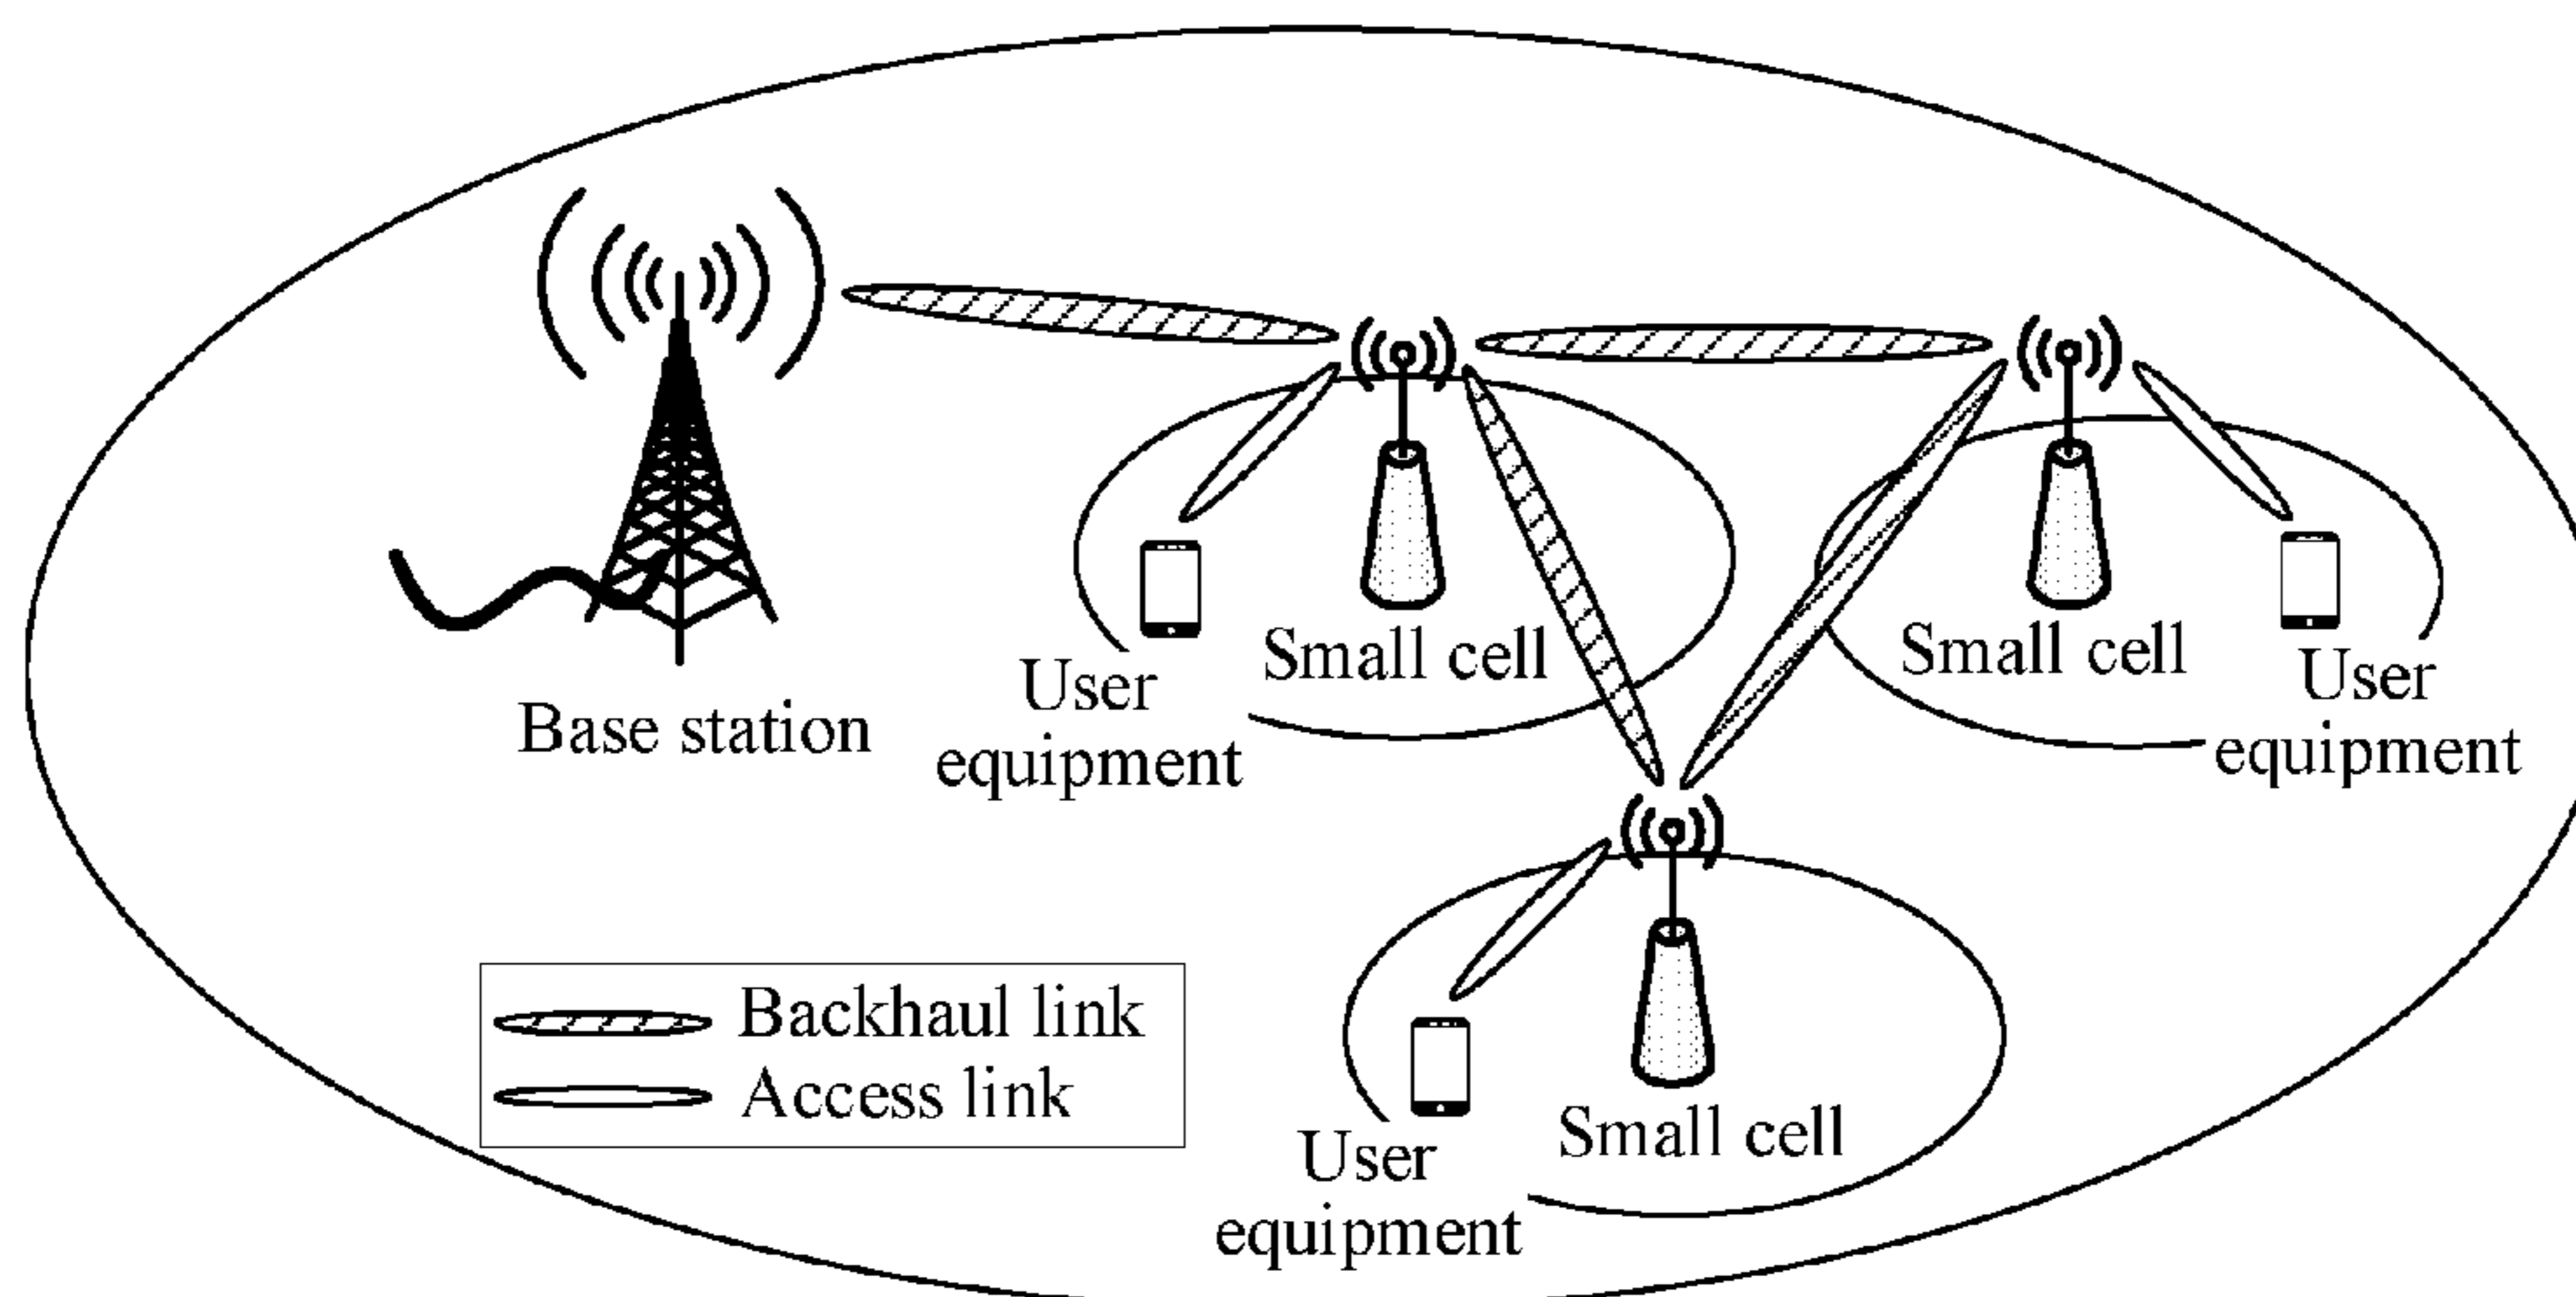 Base station
User
equipment
Small cell
Small cell
User
equipment
Backhaul link
Access link
User
equipment
Small cell